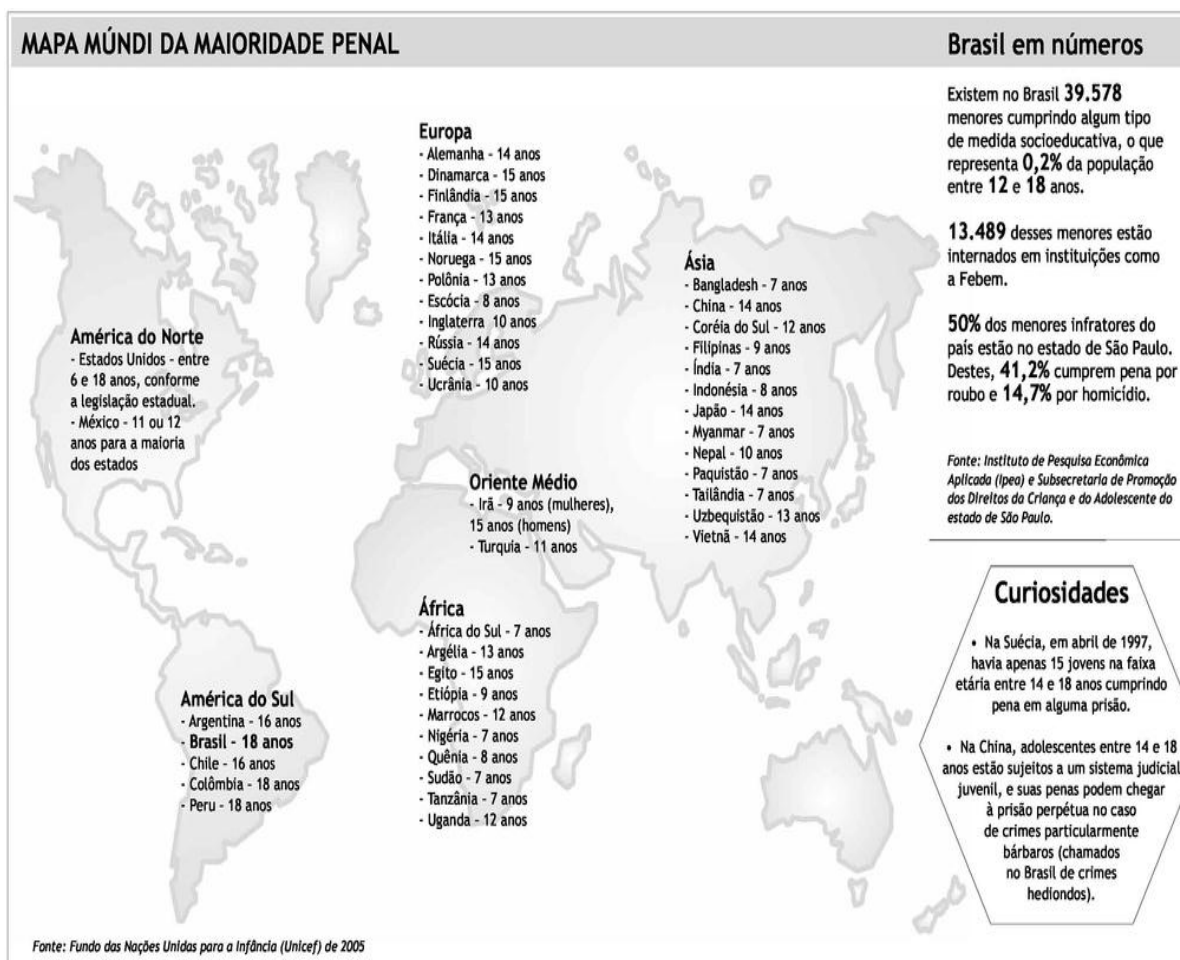 MAPA MÚNDI DA MAIORIDADE PENAL
América do Norte
- Estados Unidos - entre
6 e 18 anos, conforme
a legislação estadual.
- México - 11 ou 12
anos para a maioria
dos estados
América do Sul
- Argentina - 16 anos
- Brasil - 18 anos
- Chile - 16 anos
- Colômbia - 18 anos
- Peru - 18 anos
Europa
- Alemanha - 14 anos
- Dinamarca - 15 anos
- Finlândia - 15 anos
- França - 13 anos
- Itália - 14 anos
- Noruega - 15 anos
- Polônia - 13 anos
- Escócia - 8 anos
- Inglaterra 10 anos
- Rússia - 14 anos
- Suécia - 15 anos
- Ucrânia - 10 anos
Oriente Médio
- Irã - 9 anos (mulheres),
15 anos (homens)
- Turquia - 11 anos
África
- África do Sul - 7 anos
- Argélia - 13 anos
- Egito - 15 anos
- Etiópia - 9 anos
- Marrocos - 12 anos
- Nigéria - 7 anos
- Quênia - 8 anos
- Sudão - 7 anos
- Tanzânia - 7 anos
- Uganda - 12 anos
Ásia
- Bangladesh - 7 anos
- China - 14 anos
- Coréia do Sul - 12 anos
- Filipinas - 9 anos
- Índia - 7 anos
- Indonésia - 8 anos
- Japão - 14 anos
- Myanmar - 7 anos
- Nepal - 10 anos
- Paquistão - 7 anos
- Tailândia - 7 anos
- Uzbequistão - 13 anos
- Vietnã - 14 anos
Fonte: Fundo das Nações Unidas para a Infância (Unicef) de 2005
Brasil em números
Existem no Brasil 39.578
menores cumprindo algum tipo
de medida socioeducativa, o que
representa 0,2% da população
entre 12 e 18 anos.
13.489 desses menores estão
internados em instituições como
a Febem.
50% dos menores infratores do
país estão no estado de São Paulo.
Destes, 41,2% cumprem pena por
roubo e 14,7% por homicídio.
Fonte: Instituto de Pesquisa Econômica
Aplicada (Ipea) e Subsecretaria de Promoção
dos Direitos da Criança e do Adolescente do
estado de São Paulo.
Curiosidades
• Na Suécia, em abril de 1997,
havia apenas 15 jovens na faixa
etária entre 14 e 18 anos cumprindo
pena em alguma prisão.
• Na China, adolescentes entre 14 e 18
anos estão sujeitos a um sistema judicial
juvenil, e suas penas podem chegar
à prisão perpétua no caso
de crimes particularmente
bárbaros (chamados
no Brasil de crimes
hediondos).